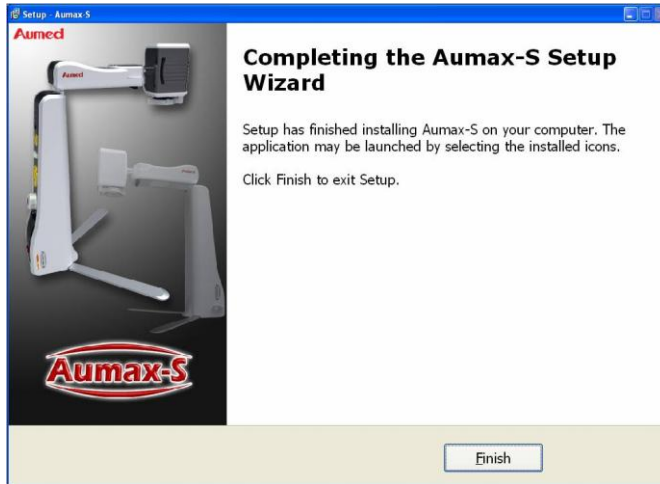 Setup - Aumax-S
Aumed
Completing the Aumax-S Setup
Wizard
Setup has finished installing Aumax-S on your computer. The
application may be launched by selecting the installed icons.
Click Finish to exit Setup.
Aumed
Aumax-S
Finish